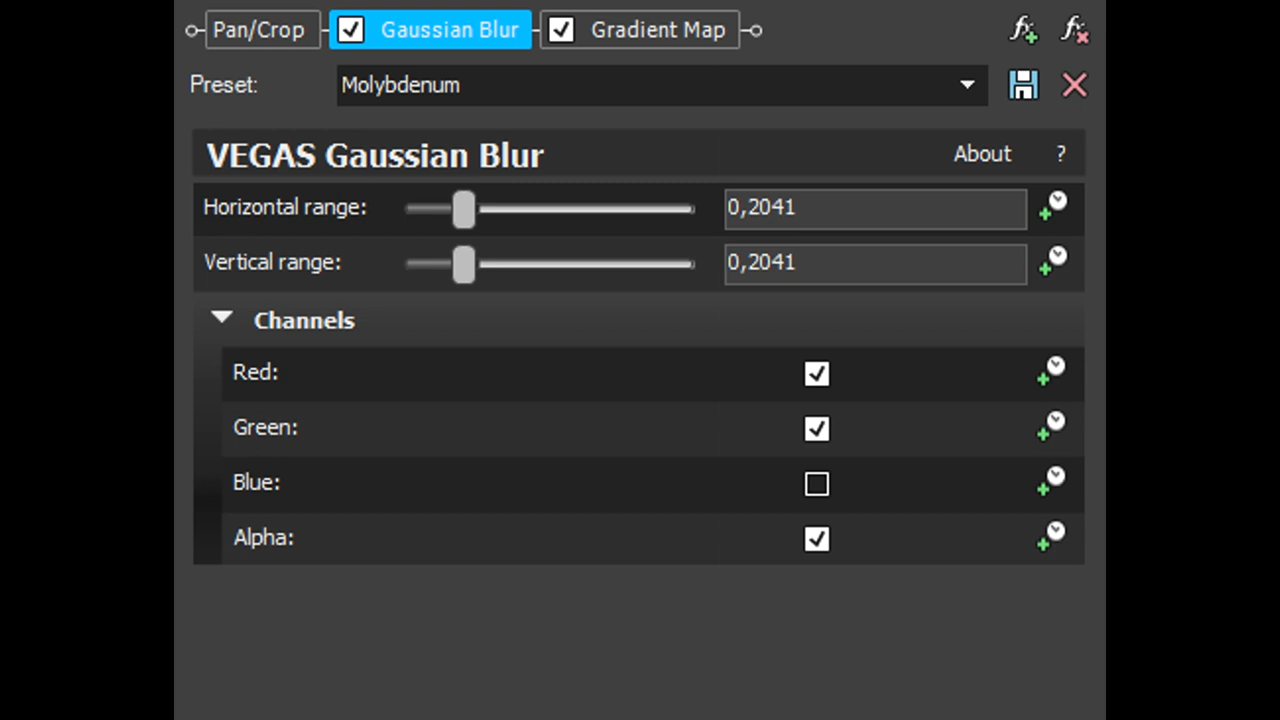 Pan/Crop Gaussian Blur Gradient Map
Preset: Molybdenum
VEGAS Gaussian Blur About ?
Horizontal range: 0,2041
Vertical range: 0,2041
Channels
Red:
Green:
Blue:
Alpha: